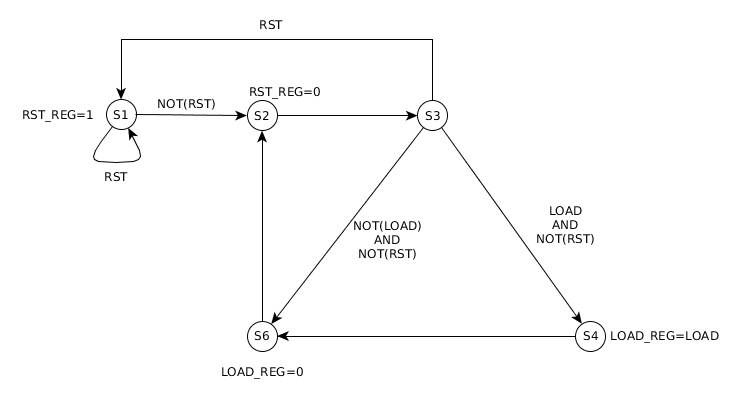 RST
RST_REG=0
NOT(RST)
RST_REG=1
S1
S2
S3
RST
NOT(LOAD)
AND
NOT(RST)
LOAD
AND
NOT(RST)
S6
S4
LOAD_REG=LOAD
LOAD_REG=0